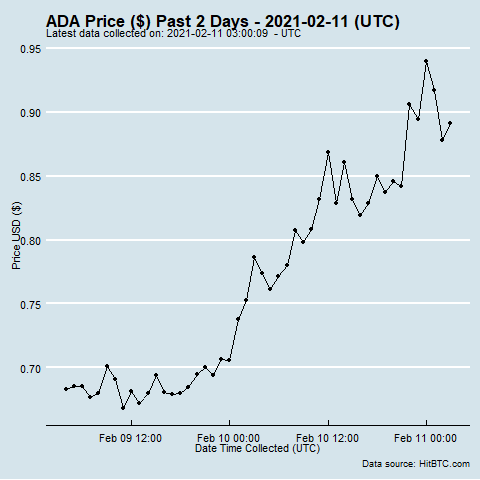 ADA Price ($) Past 2 Days - 2021-02-11 (UTC)
Latest data collected on: 2021-02-11 03:00:09  - UTC
0.95
0.90
0.85
0.80
0.75
0.70
Price USD ($)
Feb 09 12:00 Feb 10 00:00 Feb 10 12:00 Feb 11 00:00
Date Time Collected (UTC)
Data source: HitBTC.com